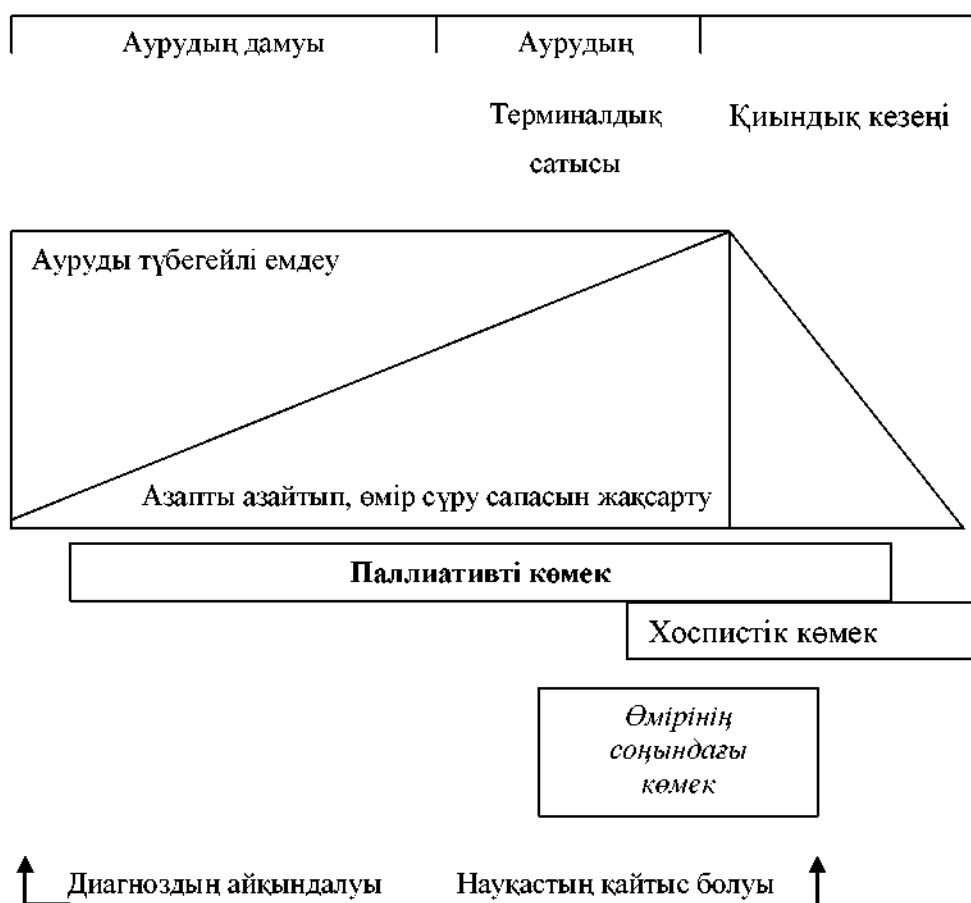 Аурудың дамуы
Аурудың
Терминалдық
сатысы
Қиындық кезеңі
Ауруды түбегейлі емдеу
Азапты азайтып, өмір сүру сапасын жақсарту
Паллиативті көмек
Хоспистік көмек
Өмірінің
соңындағы
көмек
Диагноздың айқындалуы
Науқастың қайтыс болуы